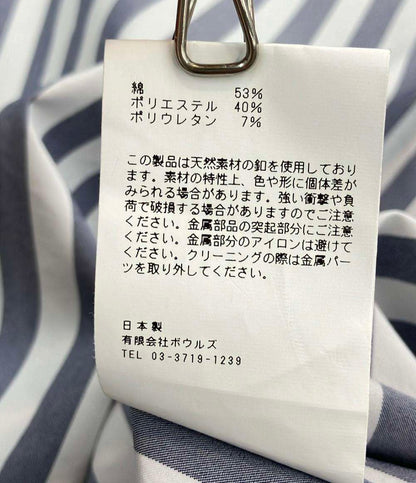 綿 53%
ポリエステル 40%
ポリウレタン 7%
この製品は天然素材の釦を使用しており
ます。素材の特性上、色や形に個体差が
みられる場合があります。強い衝撃や負
荷で破損する場合がありますのでご注意
ください。金属部品の突起部分にご注意
ください。金属部分のアイロンは避けて
ください。クリーニングの際は金属パー
ツを取り外してください。
日本製
有限会社ボウルズ
TEL 03-3719-1239